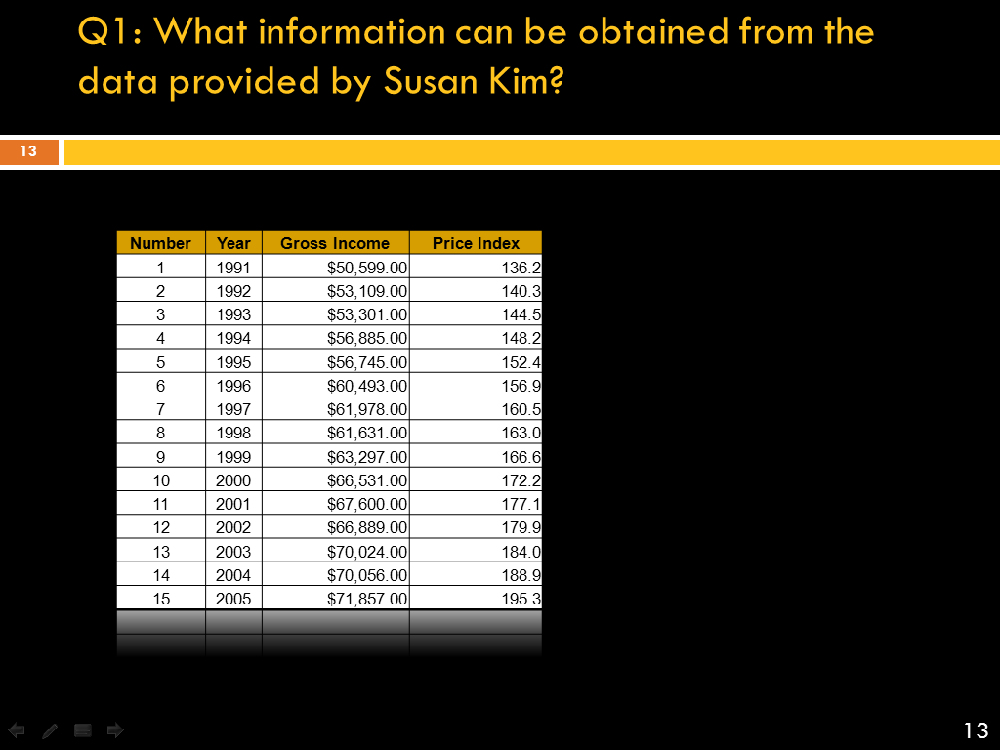 Q1: What information can be obtained from the
data provided by Susan Kim?
13
Number Year Gross Income Price Index
1 1991 $50,599.00 136.2
2 1992 $53,109.00 140.3
3 1993 $53,301.00 144.5
4 1994 $56,885.00 148.2
5 1995 $56,745.00 152.4
6 1996 $60,493.00 156.9
7 1997 $61,978.00 160.5
8 1998 $61,631.00 163.0
9 1999 $63,297.00 166.6
10 2000 $66,531.00 172.2
11 2001 $67,600.00 177.1
12 2002 $66,889.00 179.9
13 2003 $70,024.00 184.0
14 2004 $70,056.00 188.9
15 2005 $71,857.00 195.3
13